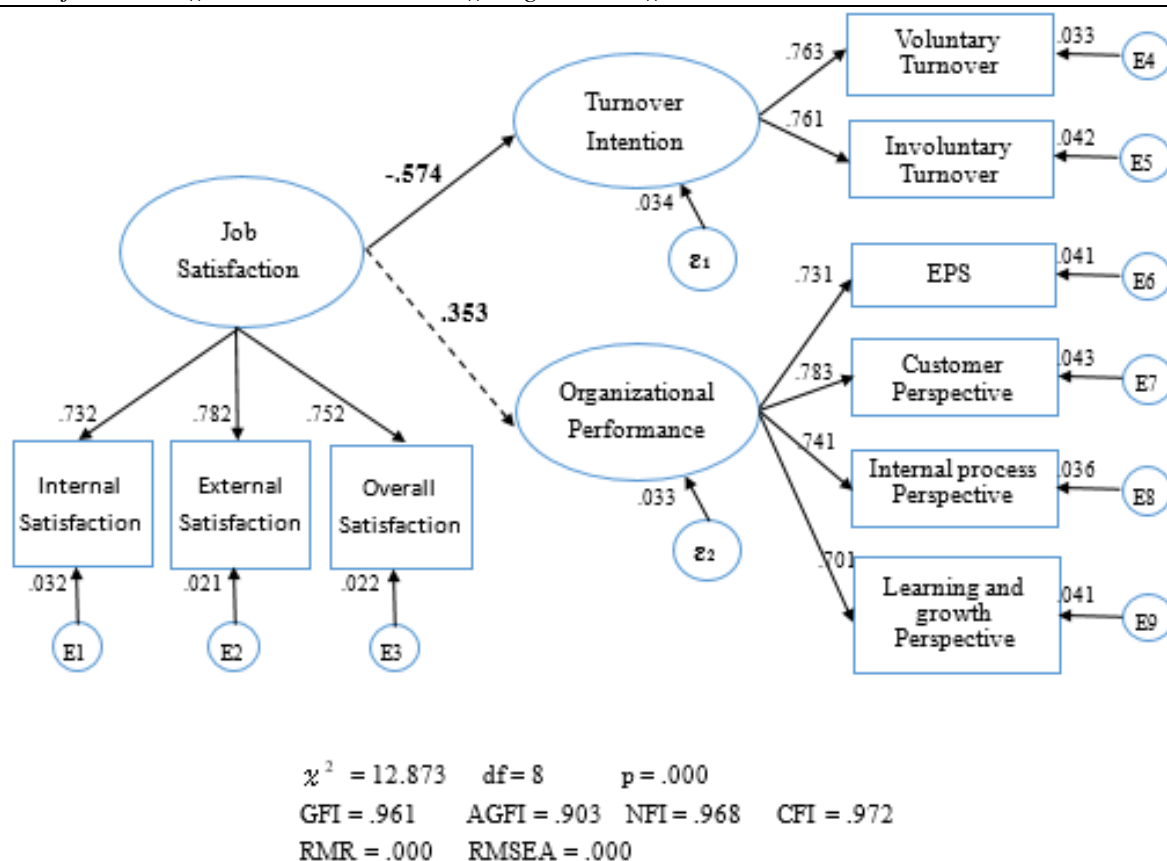 Voluntary
Turnover
.033
E4
.763
Turnover
Intention
.761
Involuntary
Turnover
.042
E5
-.574
.034
ε1
Job
Satisfaction
.353
EPS
.041
E6
.731
Customer
Perspective
.043
E7
.783
Organizational
Performance
.741
Internal process
Perspective
.036
E8
.033
ε2
.701
Learning and
growth
Perspective
.041
E9
.732
.782
.752
Internal
Satisfaction
External
Satisfaction
Overall
Satisfaction
.032
.021
.022
E1
E2
E3
χ² = 12.873 df = 8 p = .000
GFI = .961 AGFI = .903 NFI = .968 CFI = .972
RMR = .000 RMSEA = .000